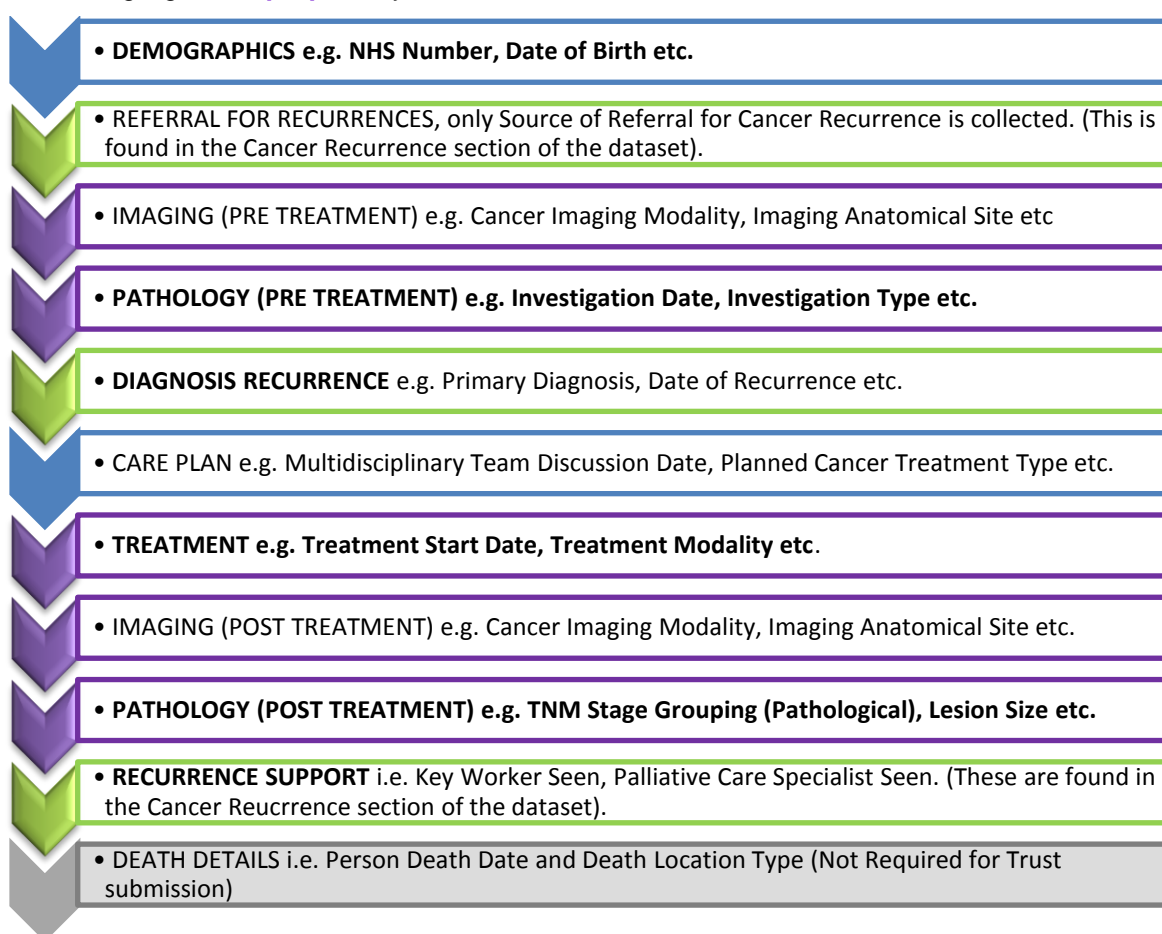 • DEMOGRAPHICS e.g. NHS Number, Date of Birth etc.
• REFERRAL FOR RECURRENCES, only Source of Referral for Cancer Recurrence is collected. (This is
found in the Cancer Recurrence section of the dataset).
• IMAGING (PRE TREATMENT) e.g. Cancer Imaging Modality, Imaging Anatomical Site etc
• PATHOLOGY (PRE TREATMENT) e.g. Investigation Date, Investigation Type etc.
• DIAGNOSIS RECURRENCE e.g. Primary Diagnosis, Date of Recurrence etc.
• CARE PLAN e.g. Multidisciplinary Team Discussion Date, Planned Cancer Treatment Type etc.
• TREATMENT e.g. Treatment Start Date, Treatment Modality etc.
• IMAGING (POST TREATMENT) e.g. Cancer Imaging Modality, Imaging Anatomical Site etc.
• PATHOLOGY (POST TREATMENT) e.g. TNM Stage Grouping (Pathological), Lesion Size etc.
• RECURRENCE SUPPORT i.e. Key Worker Seen, Palliative Care Specialist Seen. (These are found in
the Cancer Reucrrence section of the dataset).
• DEATH DETAILS i.e. Person Death Date and Death Location Type (Not Required for Trust
submission)